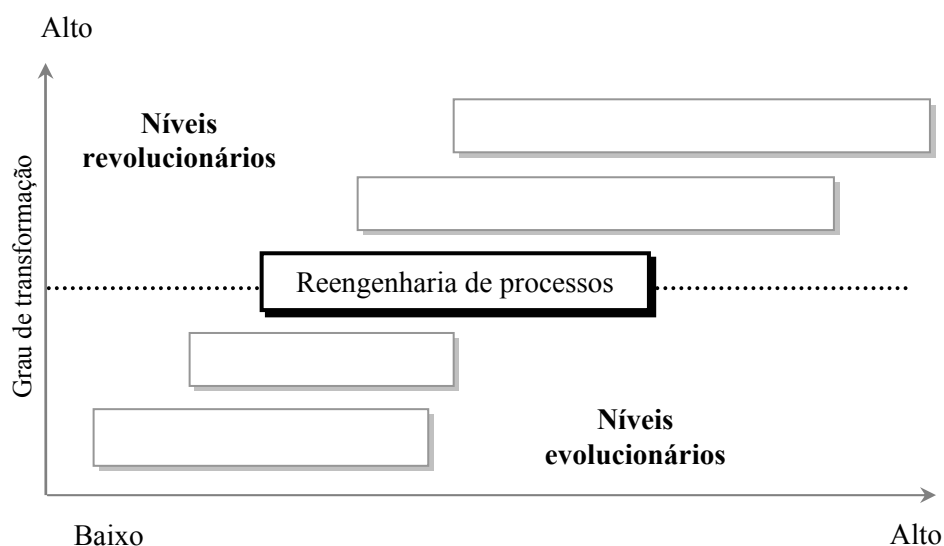 Alto
Níveis
revolucionários
Grau de transformação
Reengenharia de processos
Níveis
evolucionários
Baixo
Alto